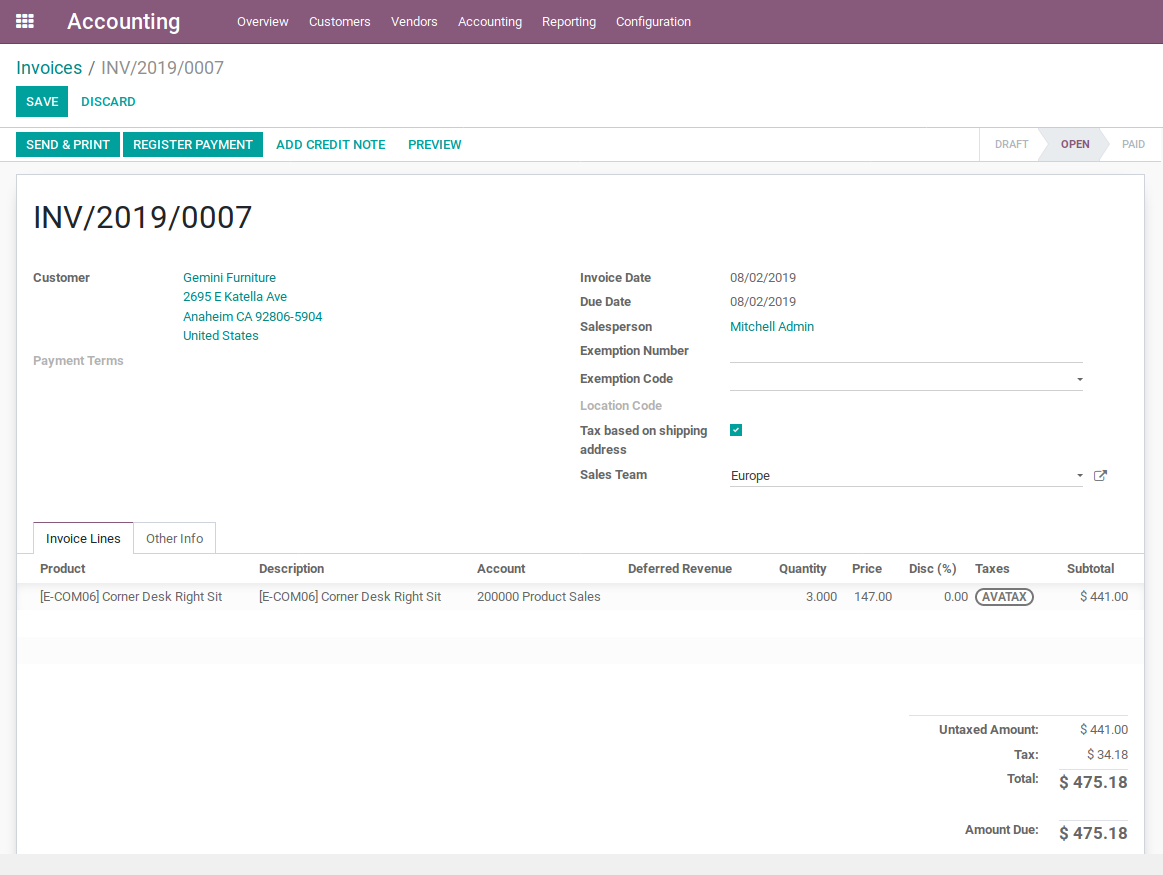 Accounting Overview Customers Vendors Accounting Reporting Configuration
Invoices / INV/2019/0007
SAVE DISCARD
SEND & PRINT REGISTER PAYMENT ADD CREDIT NOTE PREVIEW DRAFT OPEN PAID
INV/2019/0007
Customer Gemini Furniture
2695 E Katella Ave
Anaheim CA 92806-5904
United States
Payment Terms
Invoice Date 08/02/2019
Due Date 08/02/2019
Salesperson Mitchell Admin
Exemption Number
Exemption Code
Location Code
Tax based on shipping
address
Sales Team Europe
Invoice Lines Other Info
Product Description Account Deferred Revenue Quantity Price Disc (%) Taxes Subtotal
[E-COM06] Corner Desk Right Sit [E-COM06] Corner Desk Right Sit 200000 Product Sales 3.000 147.00 0.00 AVATAX $ 441.00
Untaxed Amount: $ 441.00
Tax: $ 34.18
Total: $ 475.18
Amount Due: $ 475.18